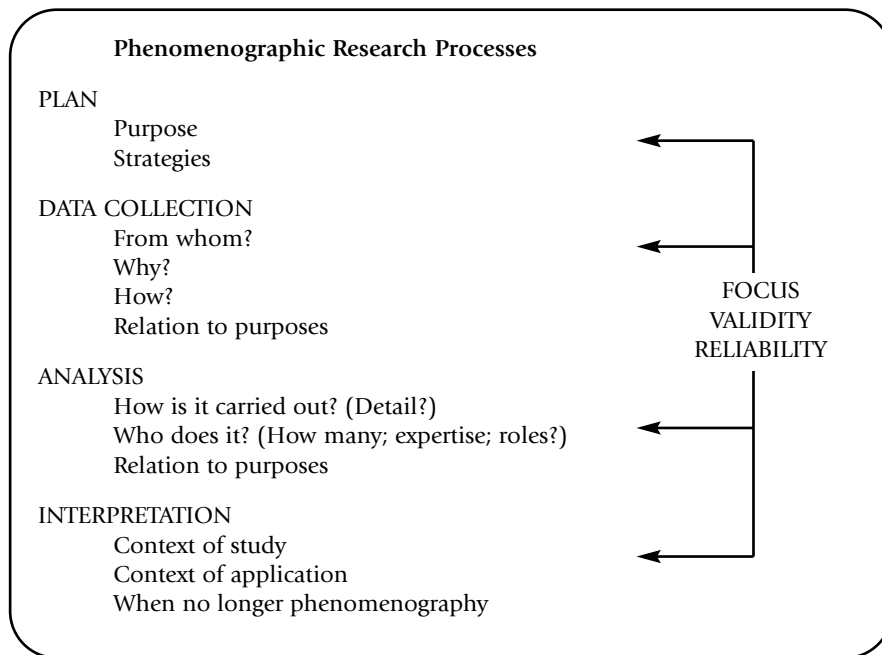 Phenomenographic Research Processes
PLAN
Purpose
Strategies
DATA COLLECTION
From whom?
Why?
How?
Relation to purposes
FOCUS
VALIDITY
RELIABILITY
ANALYSIS
How is it carried out? (Detail?)
Who does it? (How many; expertise; roles?)
Relation to purposes
INTERPRETATION
Context of study
Context of application
When no longer phenomenography